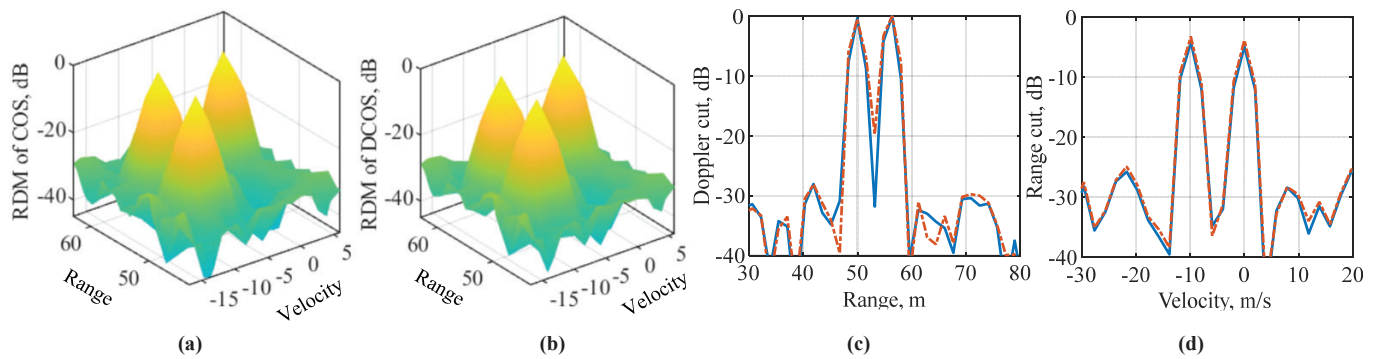 RDM of COS, dB
0
-20
-40
60
50
Range
-15
-10
-5
0
5
Velocity
(a)
RDM of DCOS, dB
0
-20
-40
60
50
Range
-15
-10
-5
0
5
Velocity
(b)
Doppler cut, dB
0
-10
-20
-30
-40
30 40 50 60 70 80
Range, m
(c)
Range cut, dB
0
-10
-20
-30
-40
-30 -20 -10 0 10 20
Velocity, m/s
(d)